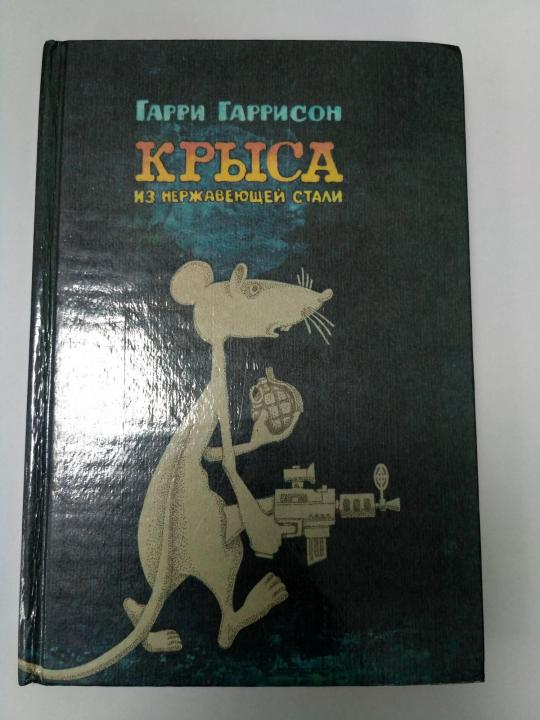 ГАРРИ ГАРРИСОН
КРЫСА
ИЗ НЕРЖАВЕЮЩЕЙ СТАЛИ